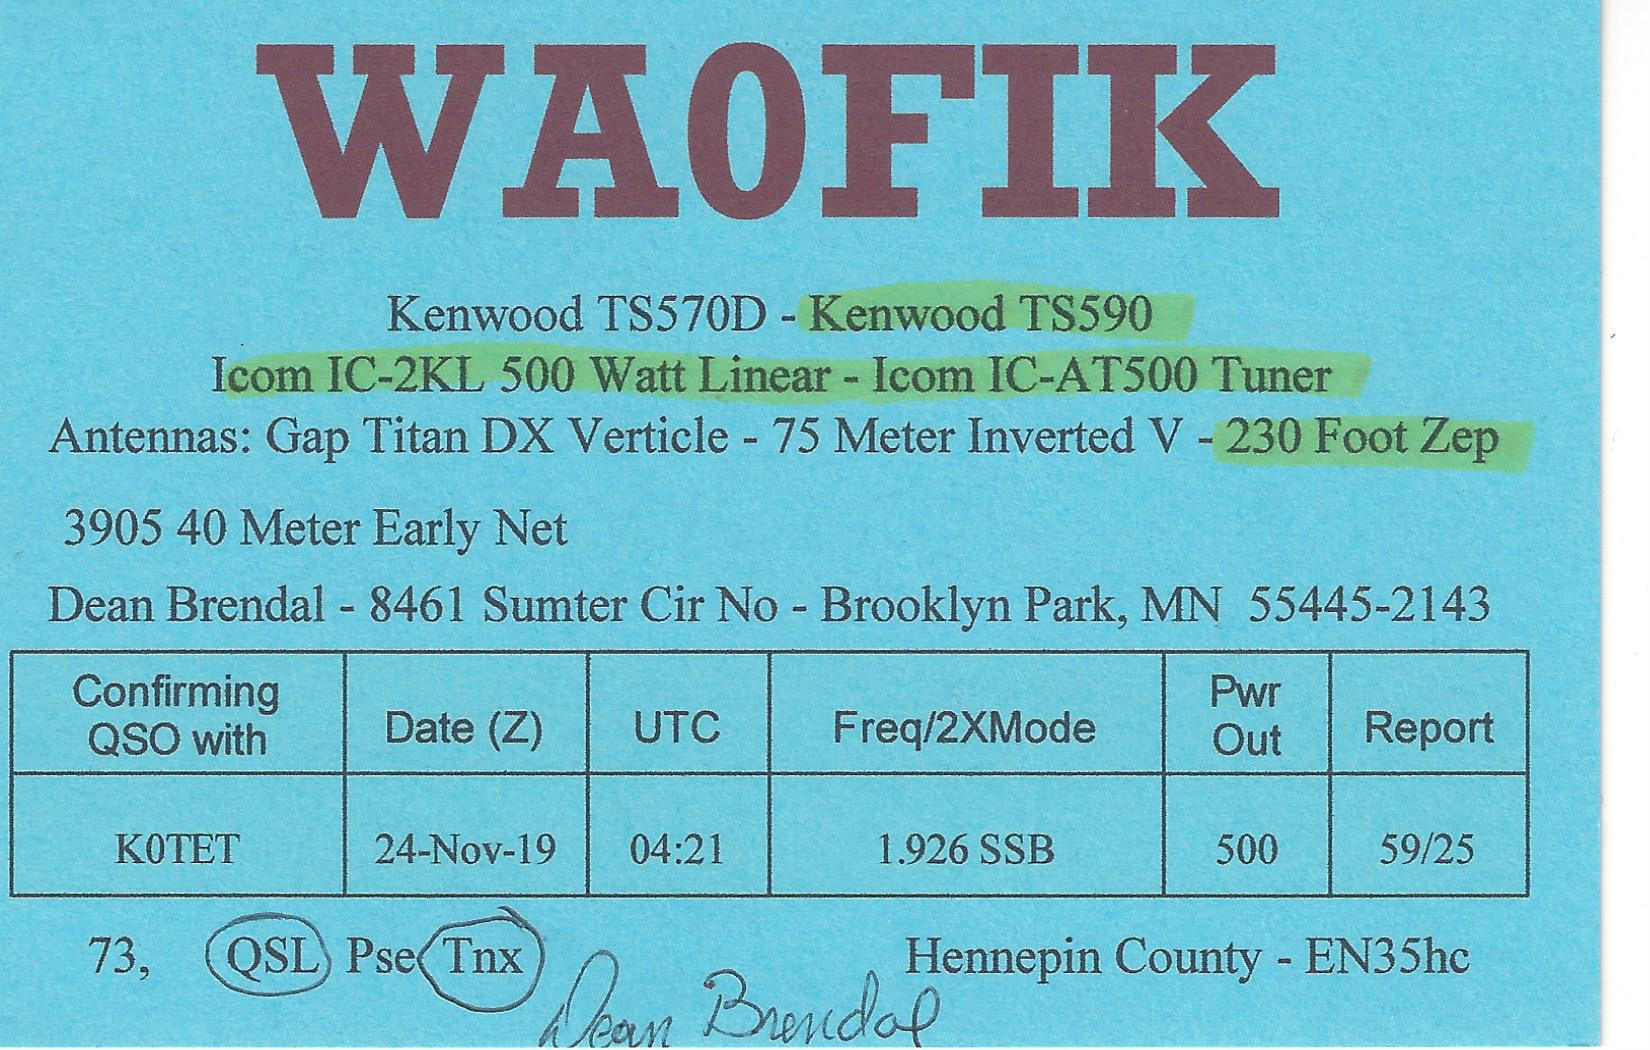 WA0FIK
Kenwood TS570D - Kenwood TS590
Icom IC-2KL 500 Watt Linear - Icom IC-AT500 Tuner
Antennas: Gap Titan DX Verticle - 75 Meter Inverted V - 230 Foot Zep
3905 40 Meter Early Net
Dean Brendal - 8461 Sumter Cir No - Brooklyn Park, MN 55445-2143
Confirming QSO with Date (Z) UTC Freq/2XMode Pwr Out Report
K0TET 24-Nov-19 04:21 1.926 SSB 500 59/25
73, QSL Pse Tnx Hennepin County - EN35hc
Dean Brendal